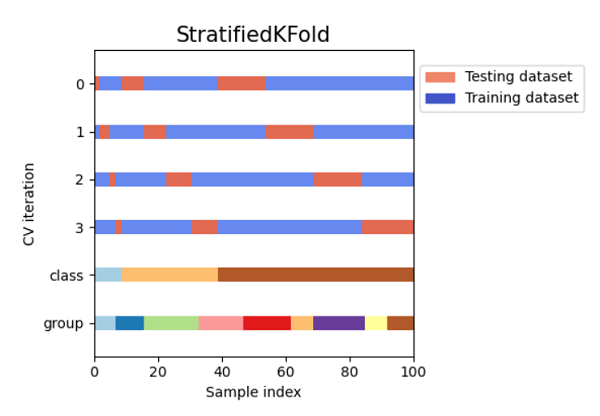 StratifiedKFold
Testing dataset
Training dataset
CV iteration
0
1
2
3
class
group
0 20 40 60 80 100
Sample index